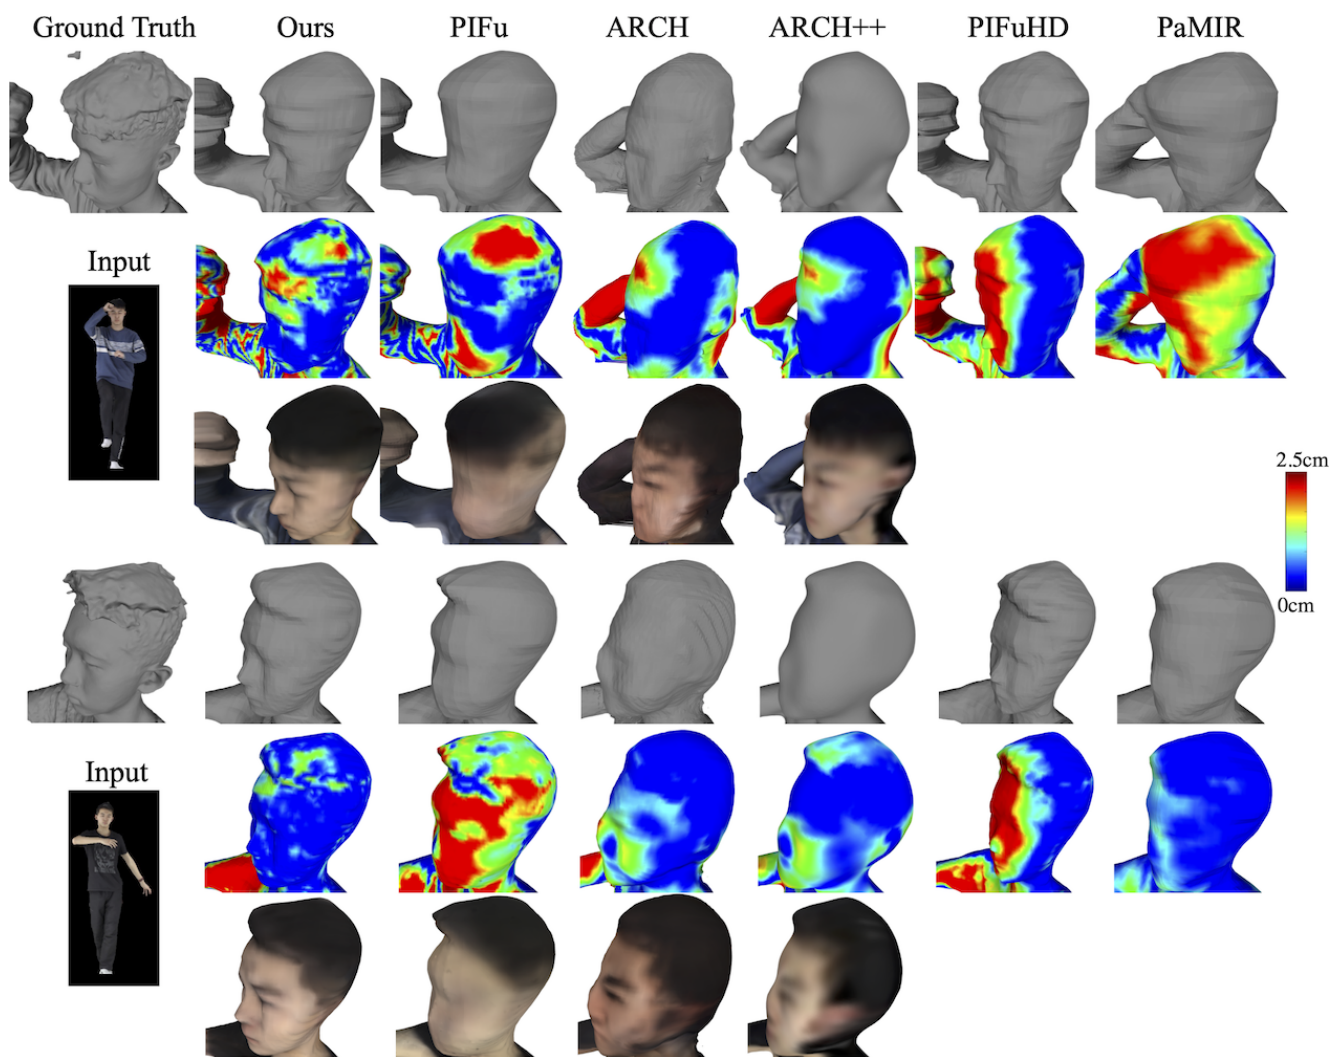 Ground Truth Ours PIFu ARCH ARCH++ PIFuHD PaMIR
Input
2.5cm
0cm
Input